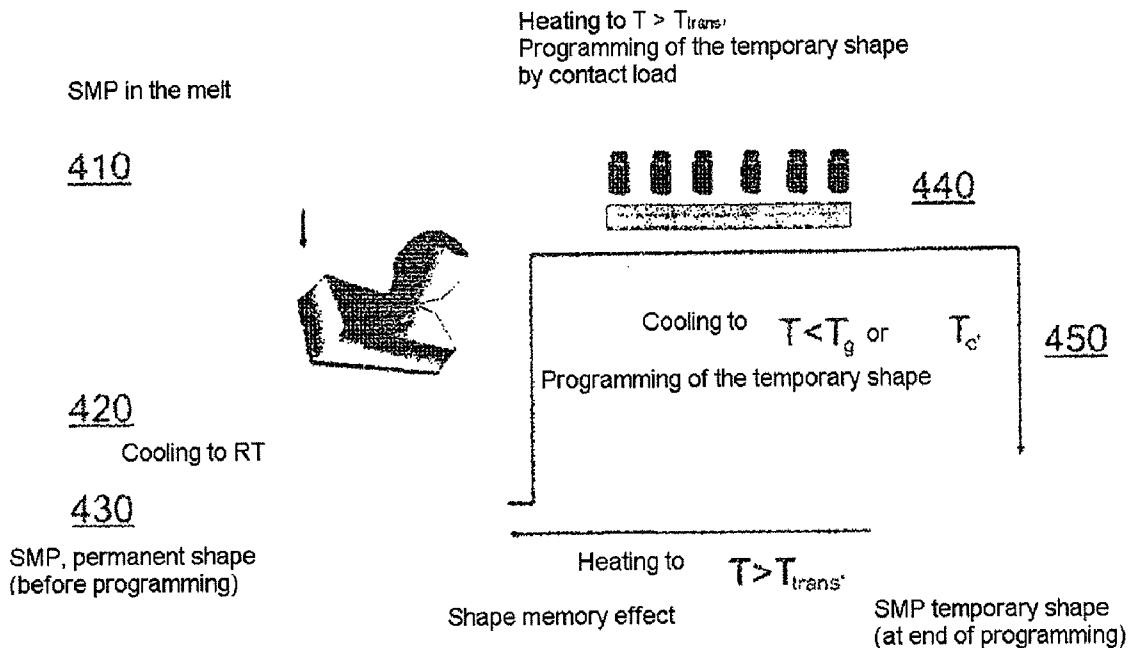 Heating to T > Ttrans,
Programming of the temporary shape
by contact load
SMP in the melt
410
440
Cooling to T < Tg or Tc,
450
Programming of the temporary shape
420
Cooling to RT
430
SMP, permanent shape
(before programming)
Heating to T > Ttrans,
Shape memory effect
SMP temporary shape
(at end of programming)